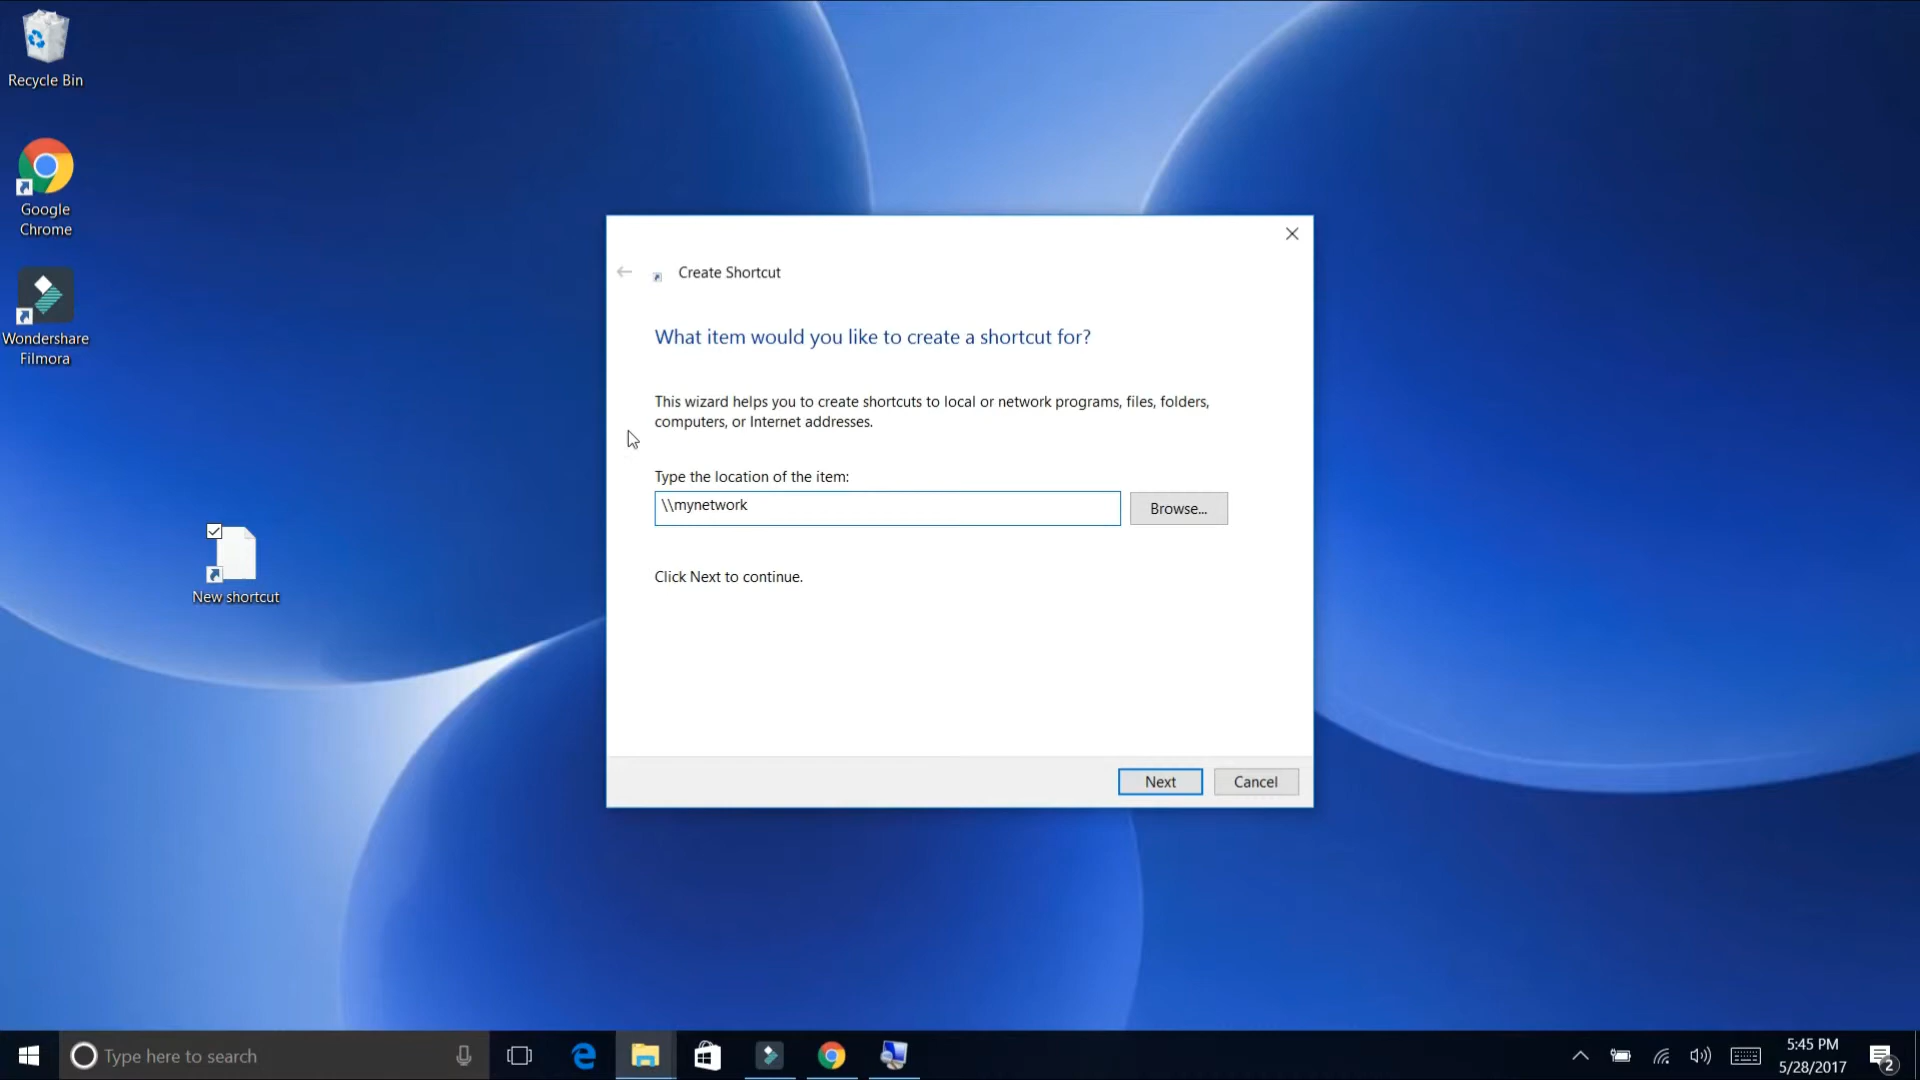 Recycle Bin
Google
Chrome
Wondershare
Filmora
New shortcut
Create Shortcut
What item would you like to create a shortcut for?
This wizard helps you to create shortcuts to local or network programs, files, folders,
computers, or Internet addresses.
Type the location of the item:
\\mynetwork
Browse...
Click Next to continue.
Next
Cancel
Type here to search
5:45 PM
5/28/2017
2